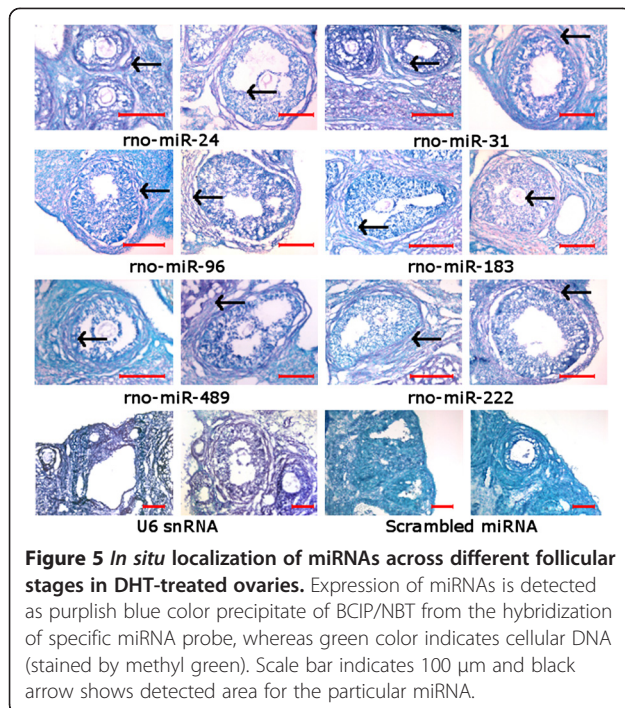 rno-miR-24 rno-miR-31
rno-miR-96 rno-miR-183
rno-miR-489 rno-miR-222
U6 snRNA Scrambled miRNA
Figure 5 In situ localization of miRNAs across different follicular
stages in DHT-treated ovaries. Expression of miRNAs is detected
as purplish blue color precipitate of BCIP/NBT from the hybridization
of specific miRNA probe, whereas green color indicates cellular DNA
(stained by methyl green). Scale bar indicates 100 μm and black
arrow shows detected area for the particular miRNA.